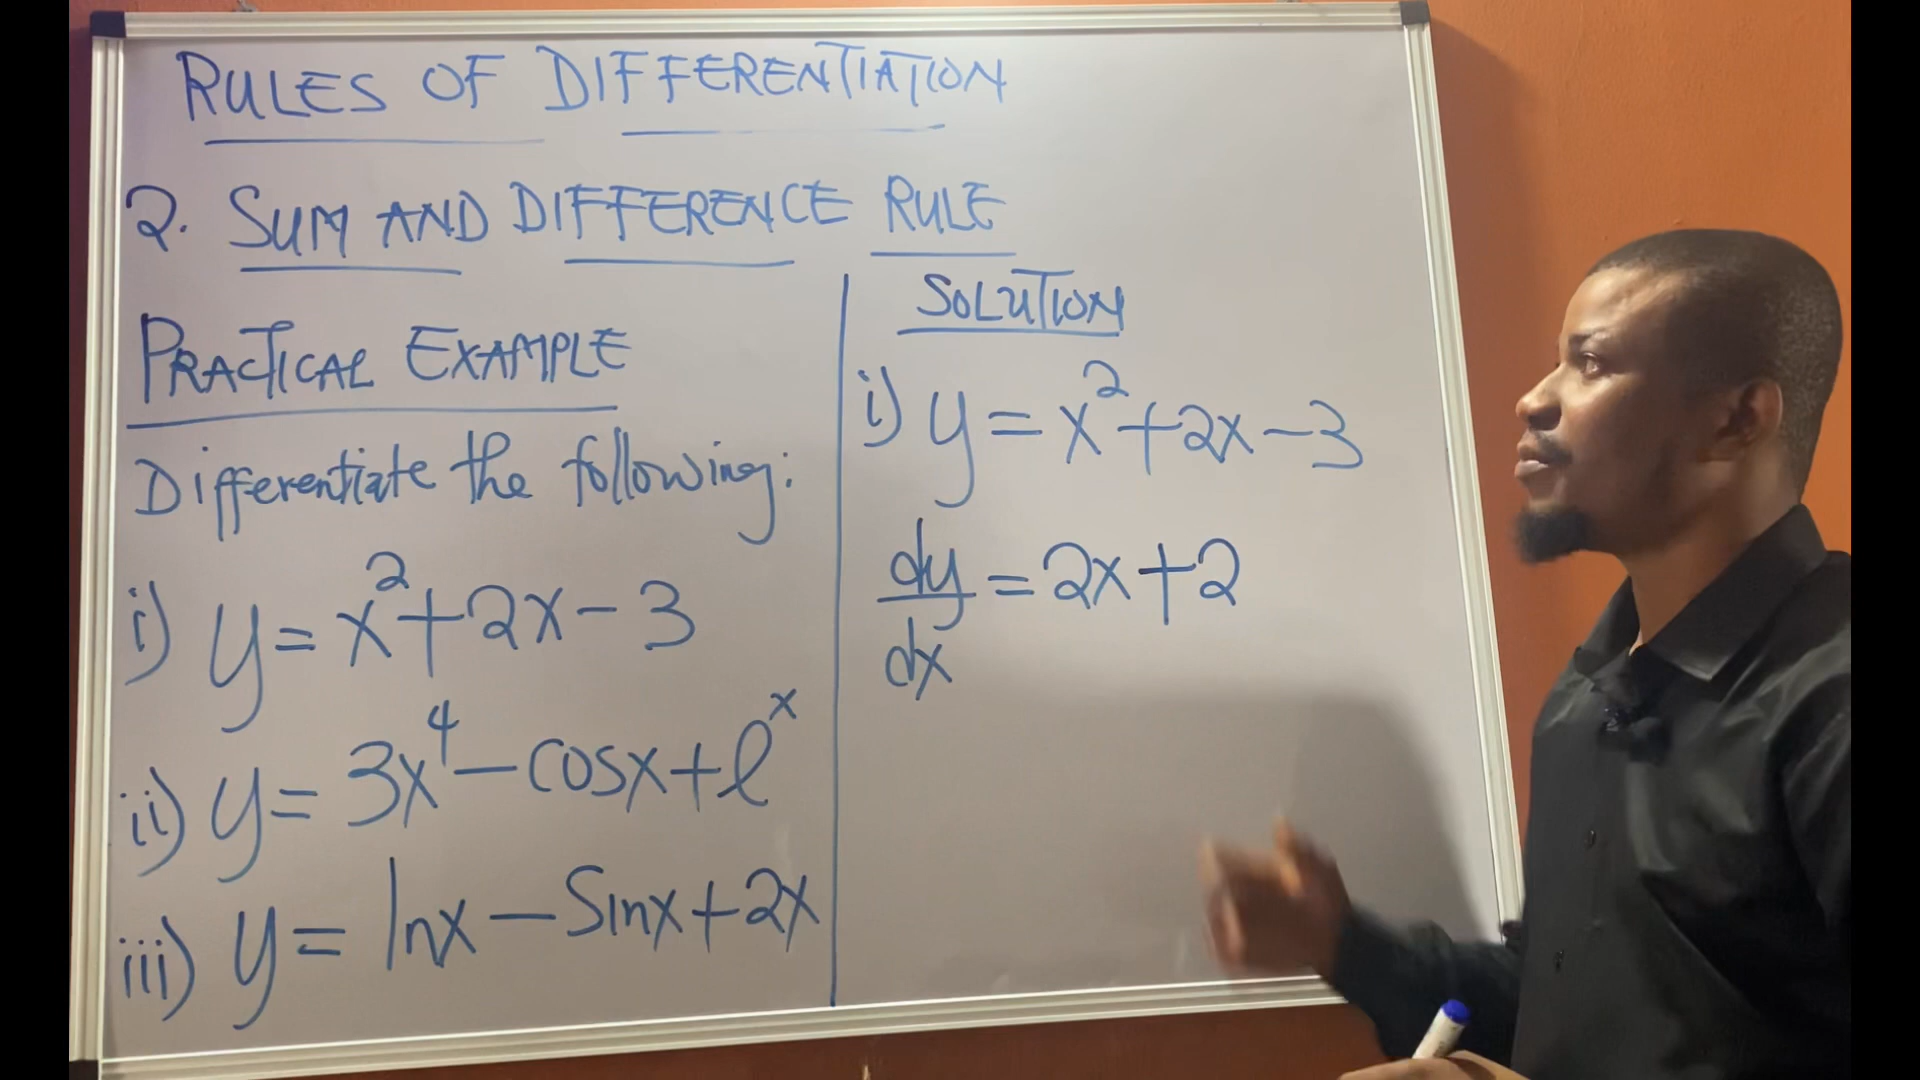 RULES OF DIFFERENTIATION
2. SUM AND DIFFERENCE RULE
PRACTICAL EXAMPLE
Differentiate the following:
i) y = x² + 2x - 3
ii) y = 3x⁴ - cosx + eˣ
iii) y = lnx - Sinx + 2x
SOLUTION
i) y = x² + 2x - 3
dy/dx = 2x + 2